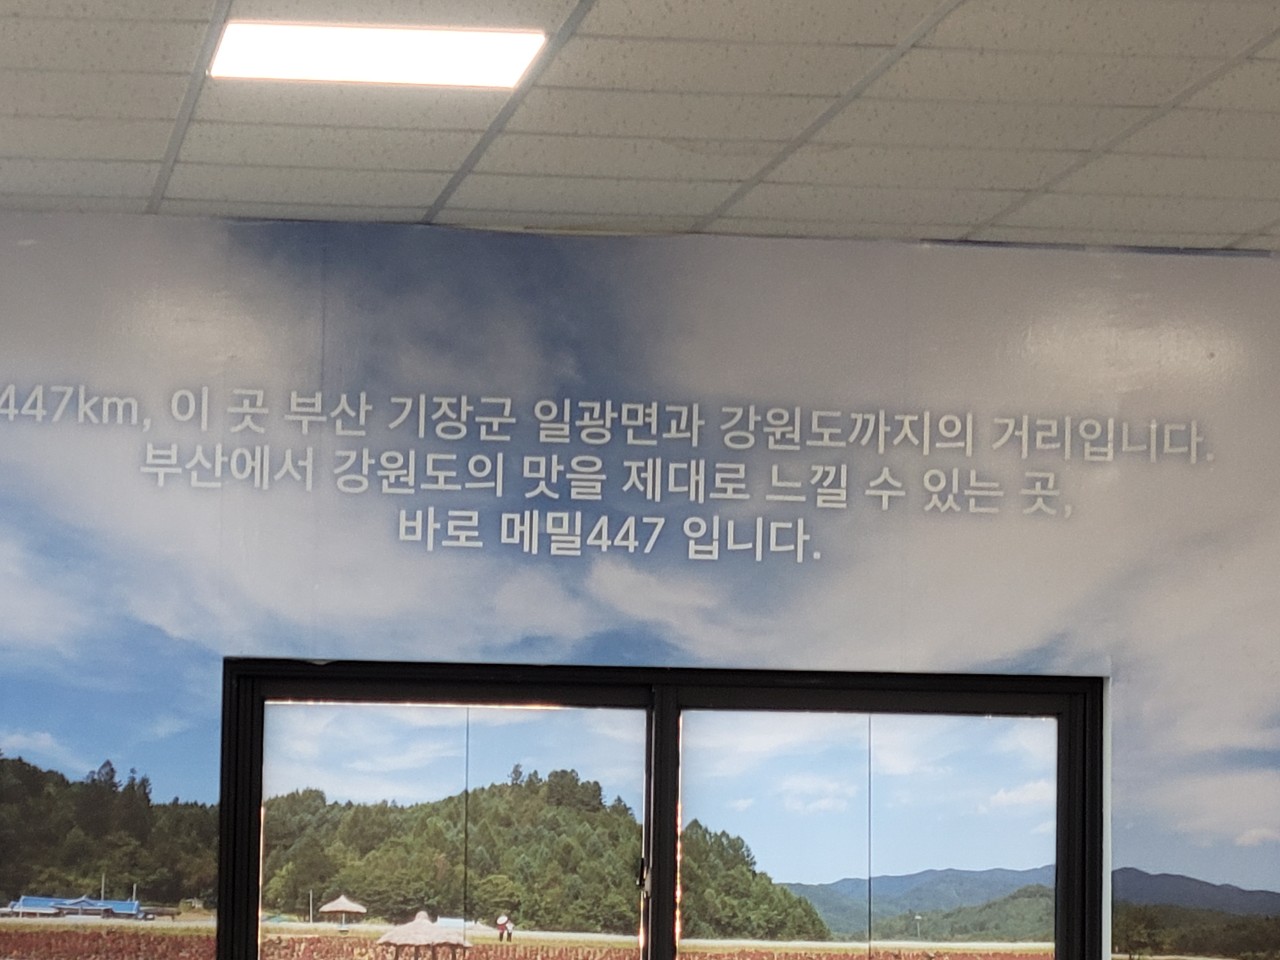 447km, 이 곳 부산 기장군 일광면과 강원도까지의 거리입니다.
부산에서 강원도의 맛을 제대로 느낄 수 있는 곳,
바로 메밀447 입니다.